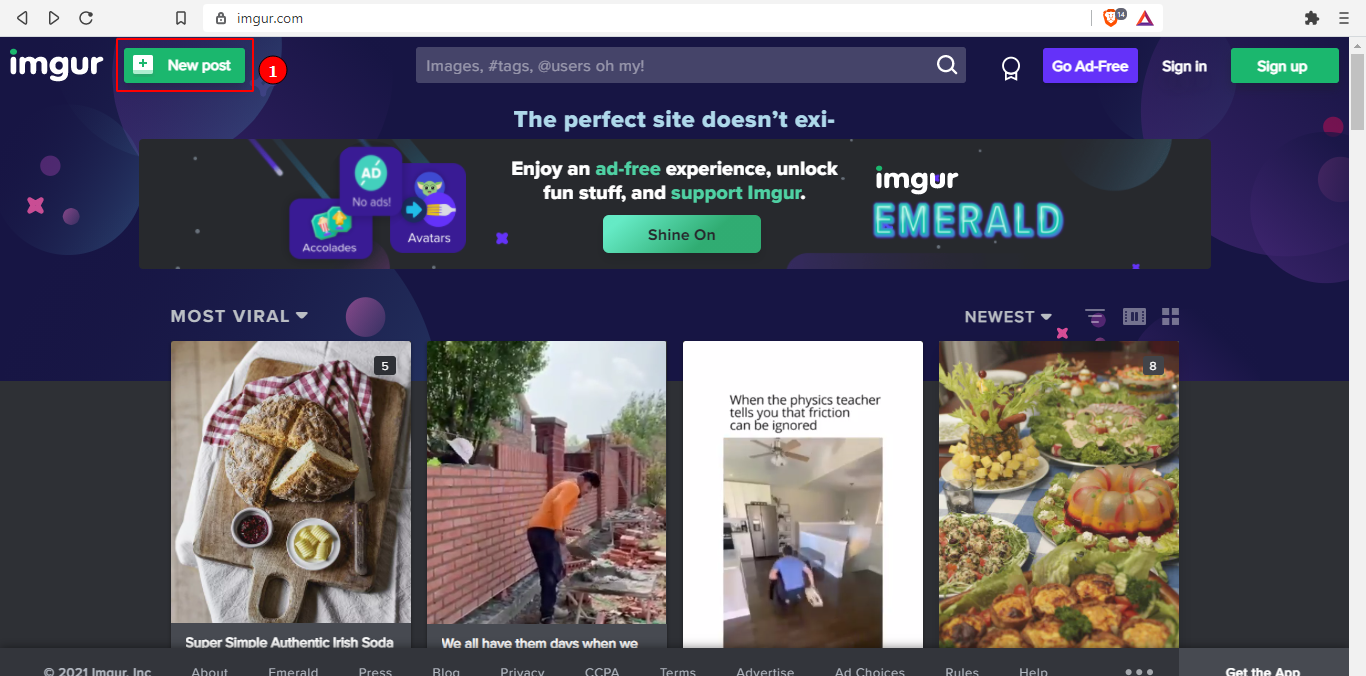 imgur.com
14
imgur
New post
1
Images, #tags, @users oh my!
Go Ad-Free
Sign in
Sign up
The perfect site doesn't exi-
AD
No ads!
Accolades
Avatars
Enjoy an ad-free experience, unlock
fun stuff, and support Imgur.
Shine On
imgur
EMERALD
MOST VIRAL
NEWEST
5
8
When the physics teacher
tells you that friction
can be ignored
Super Simple Authentic Irish Soda
We all have them days when we
© 2021 Imgur, Inc
About
Emerald
Press
Blog
Privacy
CCPA
Terms
Advertise
Ad Choices
Rules
Help
Get the App